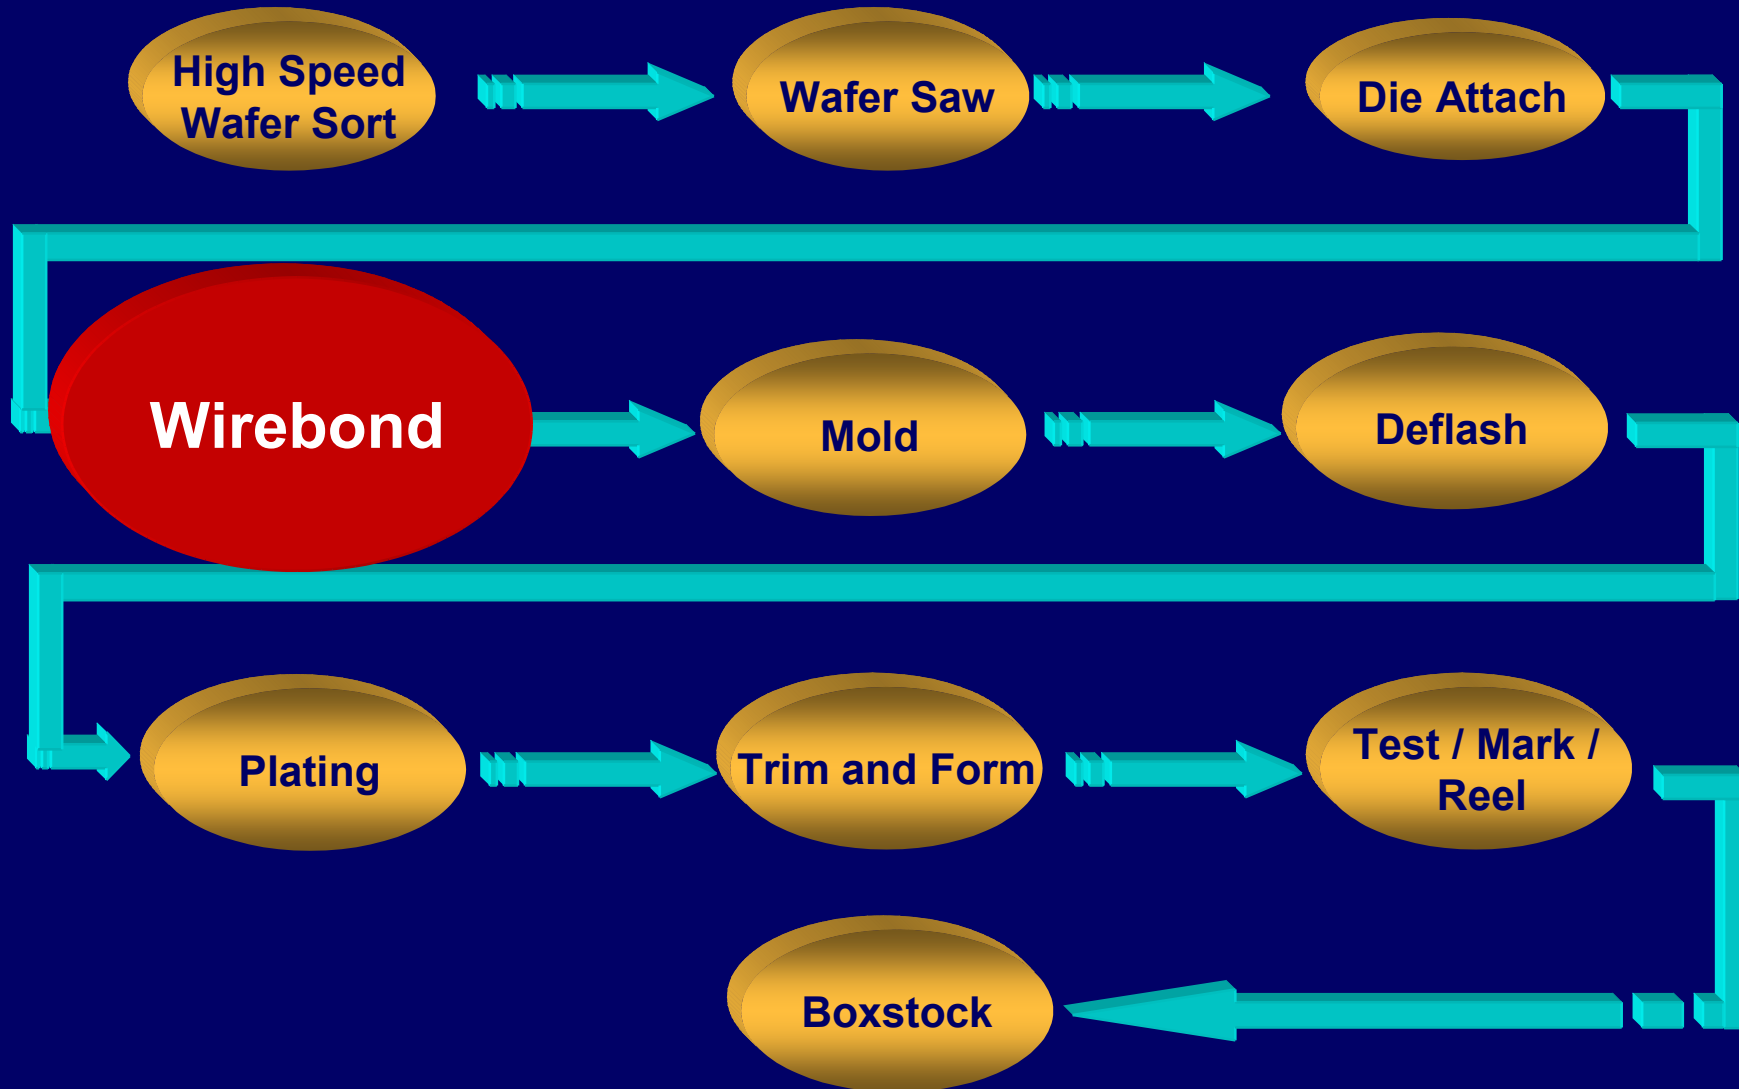 High Speed
Wafer Sort
Wafer Saw
Die Attach
Wirebond
Mold
Deflash
Plating
Trim and Form
Test / Mark /
Reel
Boxstock